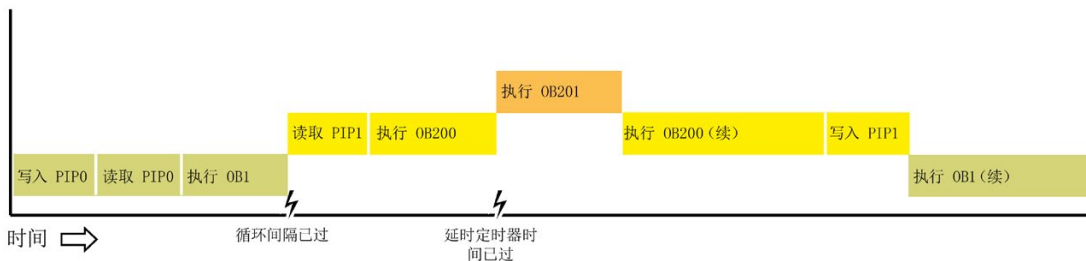 执行 OB201
读取 PIP1
执行 OB200
执行 OB200(续)
写入 PIP1
写入 PIP0
读取 PIP0
执行 OB1
执行 OB1(续)
时间
循环间隔已过
延时定时器时
间已过